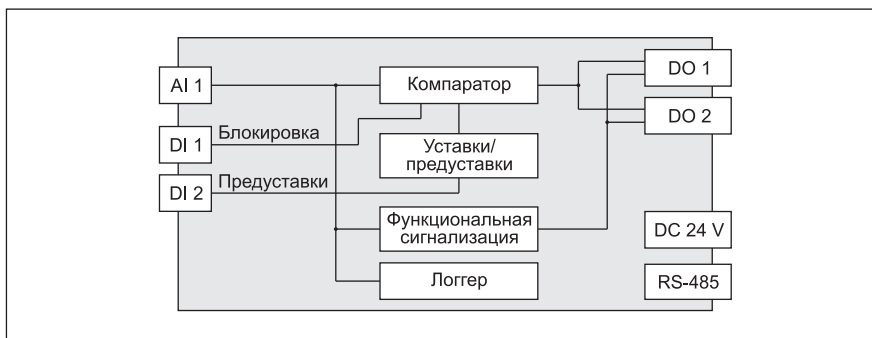 AI 1
Компаратор
DO 1
DO 2
DI 1
Блокировка
Уставки/
предуставки
DI 2
Предуставки
Функциональная
сигнализация
DC 24 V
Логгер
RS-485